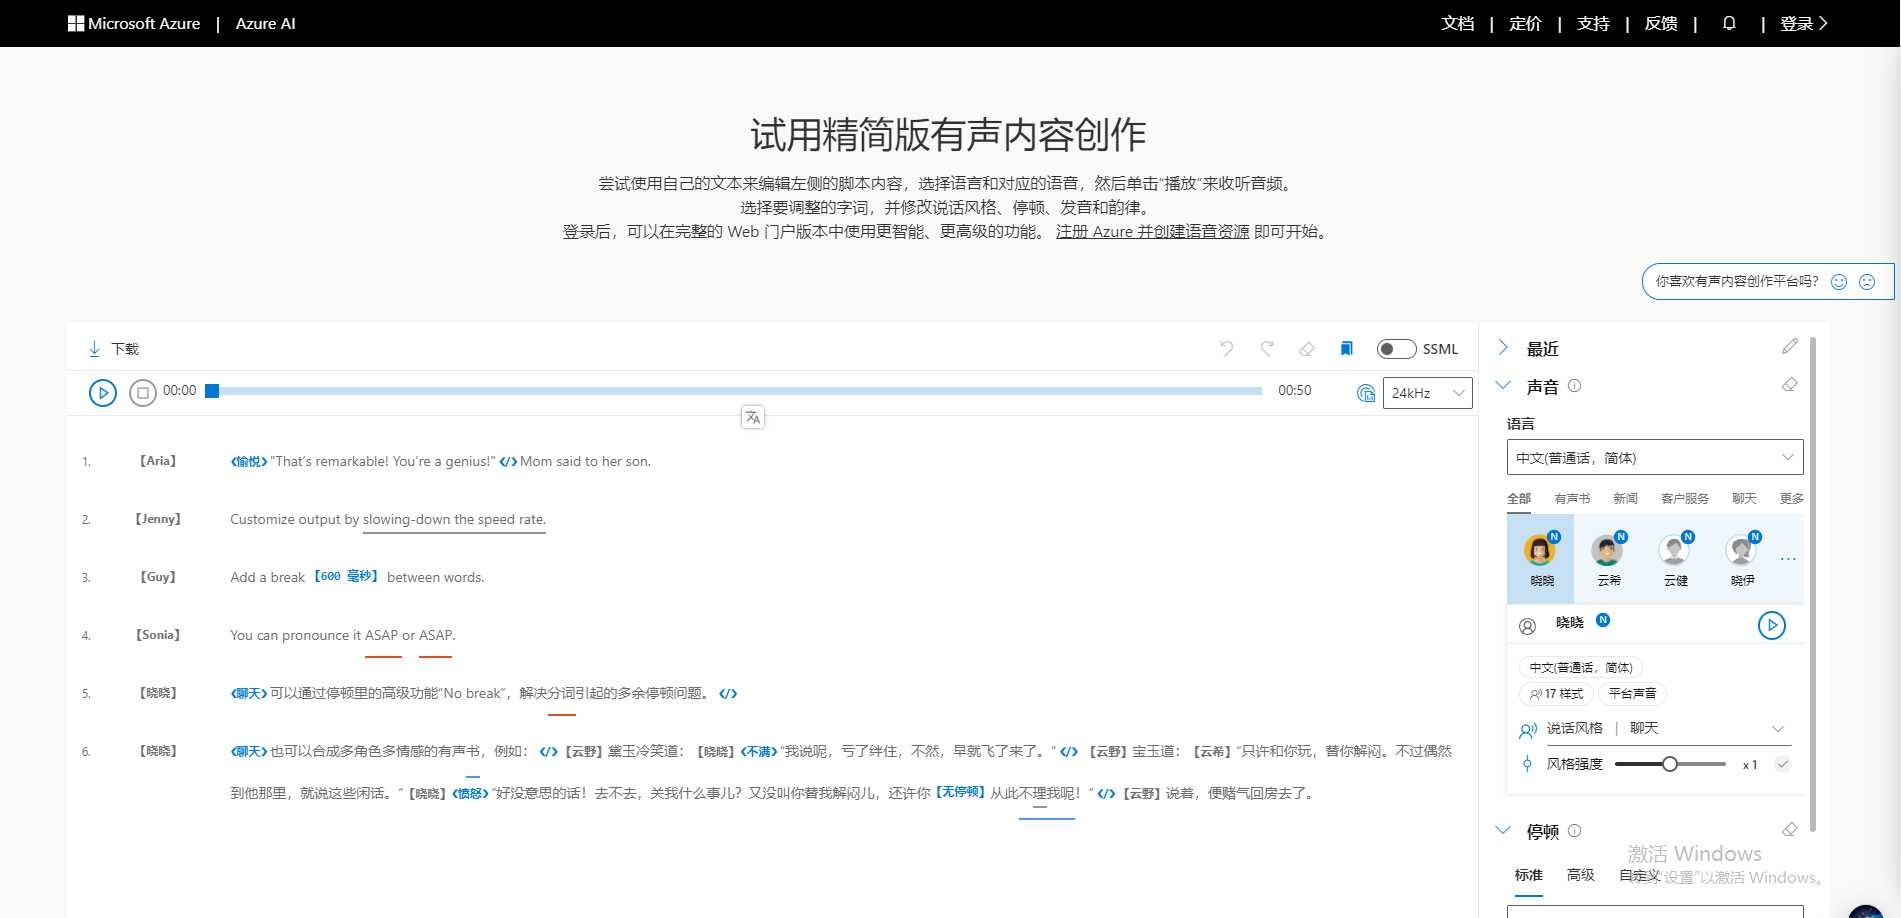 Microsoft Azure | Azure AI 文档 | 定价 | 支持 | 反馈 | | 登录
试用精简版有声内容创作
尝试使用自己的文本来编辑左侧的脚本内容，选择语言和对应的语音，然后单击“播放”来收听音频。
选择要调整的字词，并修改说话风格、停顿、发音和韵律。
登录后，可以在完整的 Web 门户版本中使用更智能、更高级的功能。 注册 Azure 并创建语音资源 即可开始。
你喜欢有声内容创作平台吗？
下载 SSML
00:00 00:50 24kHz
1. 【Aria】 《愉悦》"That’s remarkable! You’re a genius!" </> Mom said to her son.
2. 【Jenny】 Customize output by slowing-down the speed rate.
3. 【Guy】 Add a break 【600 毫秒】 between words.
4. 【Sonia】 You can pronounce it ASAP or ASAP.
5. 【晓晓】 《聊天》可以通过停顿里的高级功能“No break”，解决分词引起的多余停顿问题。 </>
6. 【晓晓】 《聊天》也可以合成多角色多情感的有声书，例如： </> 【云野】黛玉冷笑道： 【晓晓】《不满》“我说呢，亏了绊住，不然，早就飞了来了。” </> 【云野】宝玉道： 【云希】“只许和你玩，替你解闷。不过偶然
到他那里，就说这些闲话。” 【晓晓】《愤怒》“好没意思的话！去不去，关我什么事儿？又没叫你替我解闷儿，还许你【无停顿】从此不理我呢！” </> 【云野】说着，便赌气回房去了。
最近
声音
语言
中文(普通话，简体)
全部 有声书 新闻 客户服务 聊天 更多
N N N N
晓晓 云希 云健 晓伊 ...
晓晓 N
中文(普通话，简体)
17 样式 平台声音
说话风格 | 聊天
风格强度 x 1
停顿
激活 Windows
标准 高级 自定义
转到“设置”以激活 Windows。